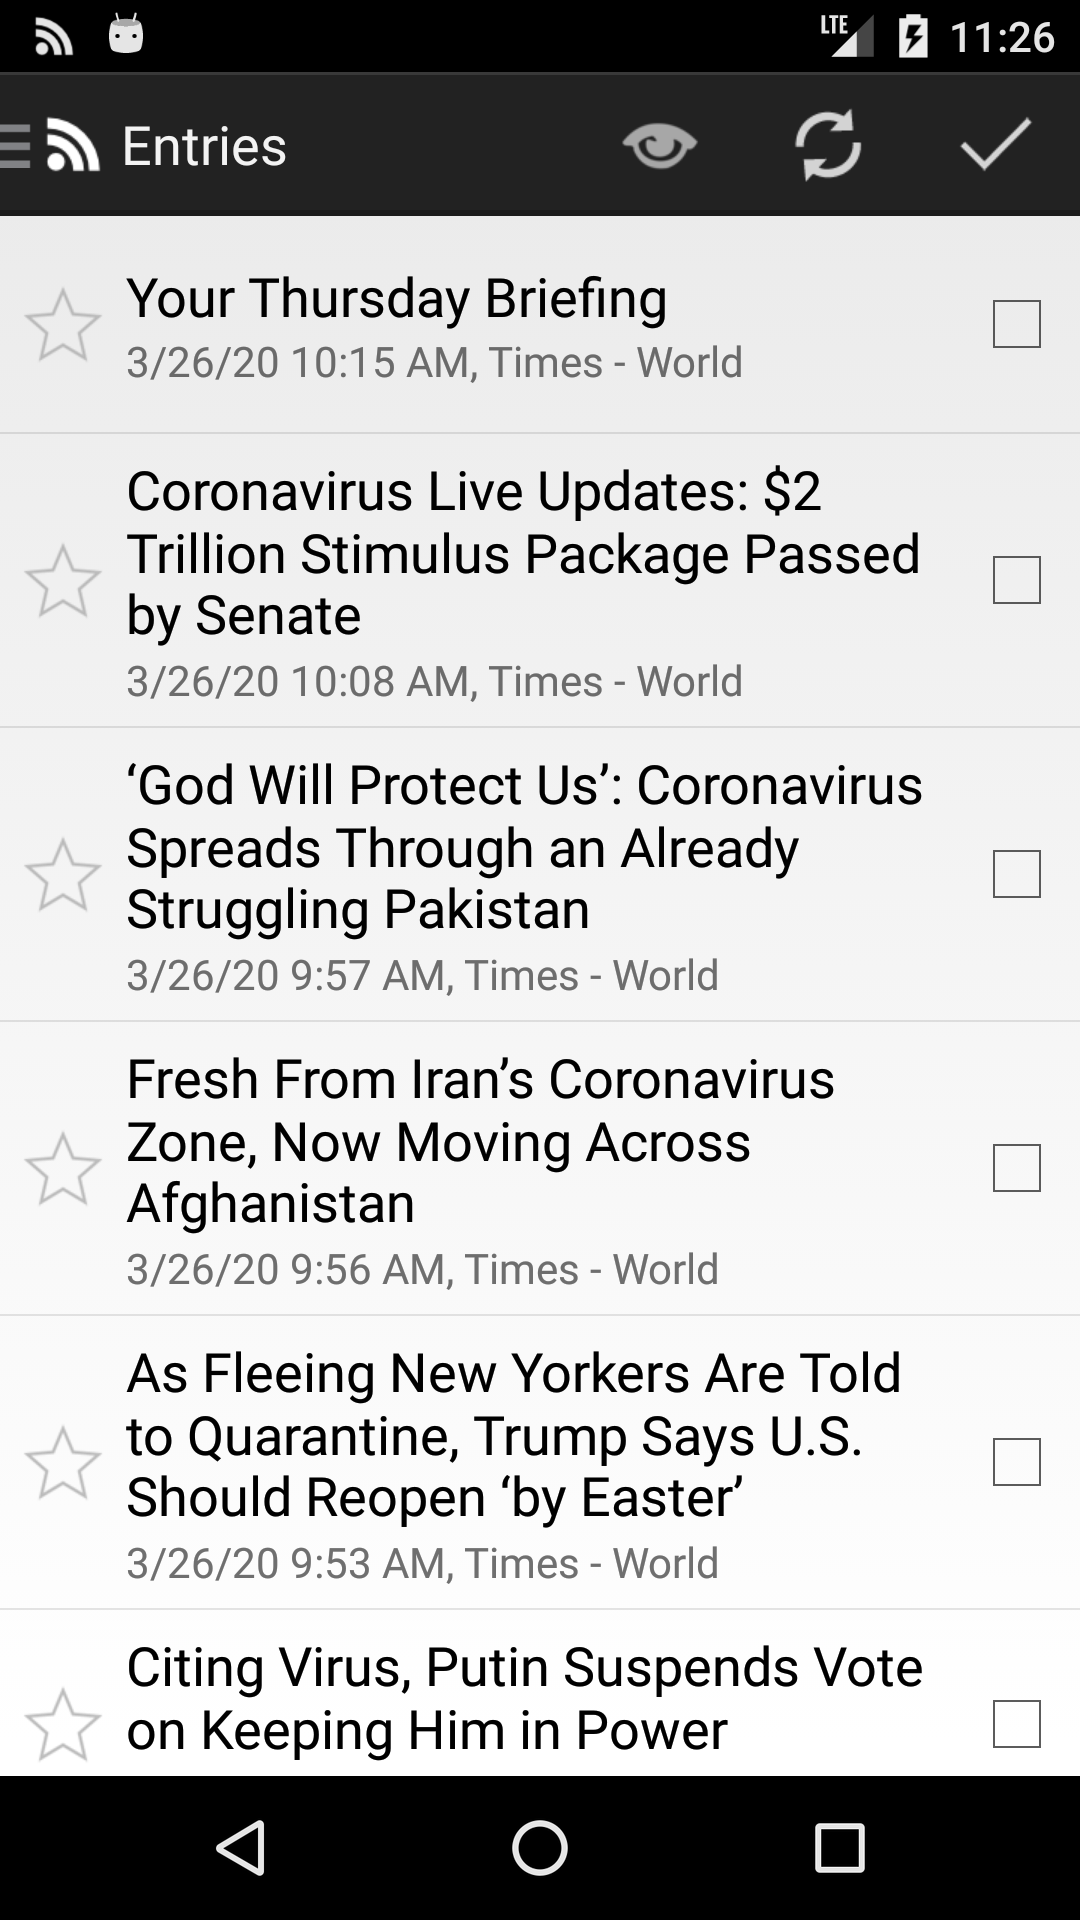 LTE 11:26
Entries
Your Thursday Briefing
3/26/20 10:15 AM, Times - World
Coronavirus Live Updates: $2
Trillion Stimulus Package Passed
by Senate
3/26/20 10:08 AM, Times - World
‘God Will Protect Us’: Coronavirus
Spreads Through an Already
Struggling Pakistan
3/26/20 9:57 AM, Times - World
Fresh From Iran’s Coronavirus
Zone, Now Moving Across
Afghanistan
3/26/20 9:56 AM, Times - World
As Fleeing New Yorkers Are Told
to Quarantine, Trump Says U.S.
Should Reopen ‘by Easter’
3/26/20 9:53 AM, Times - World
Citing Virus, Putin Suspends Vote
on Keeping Him in Power